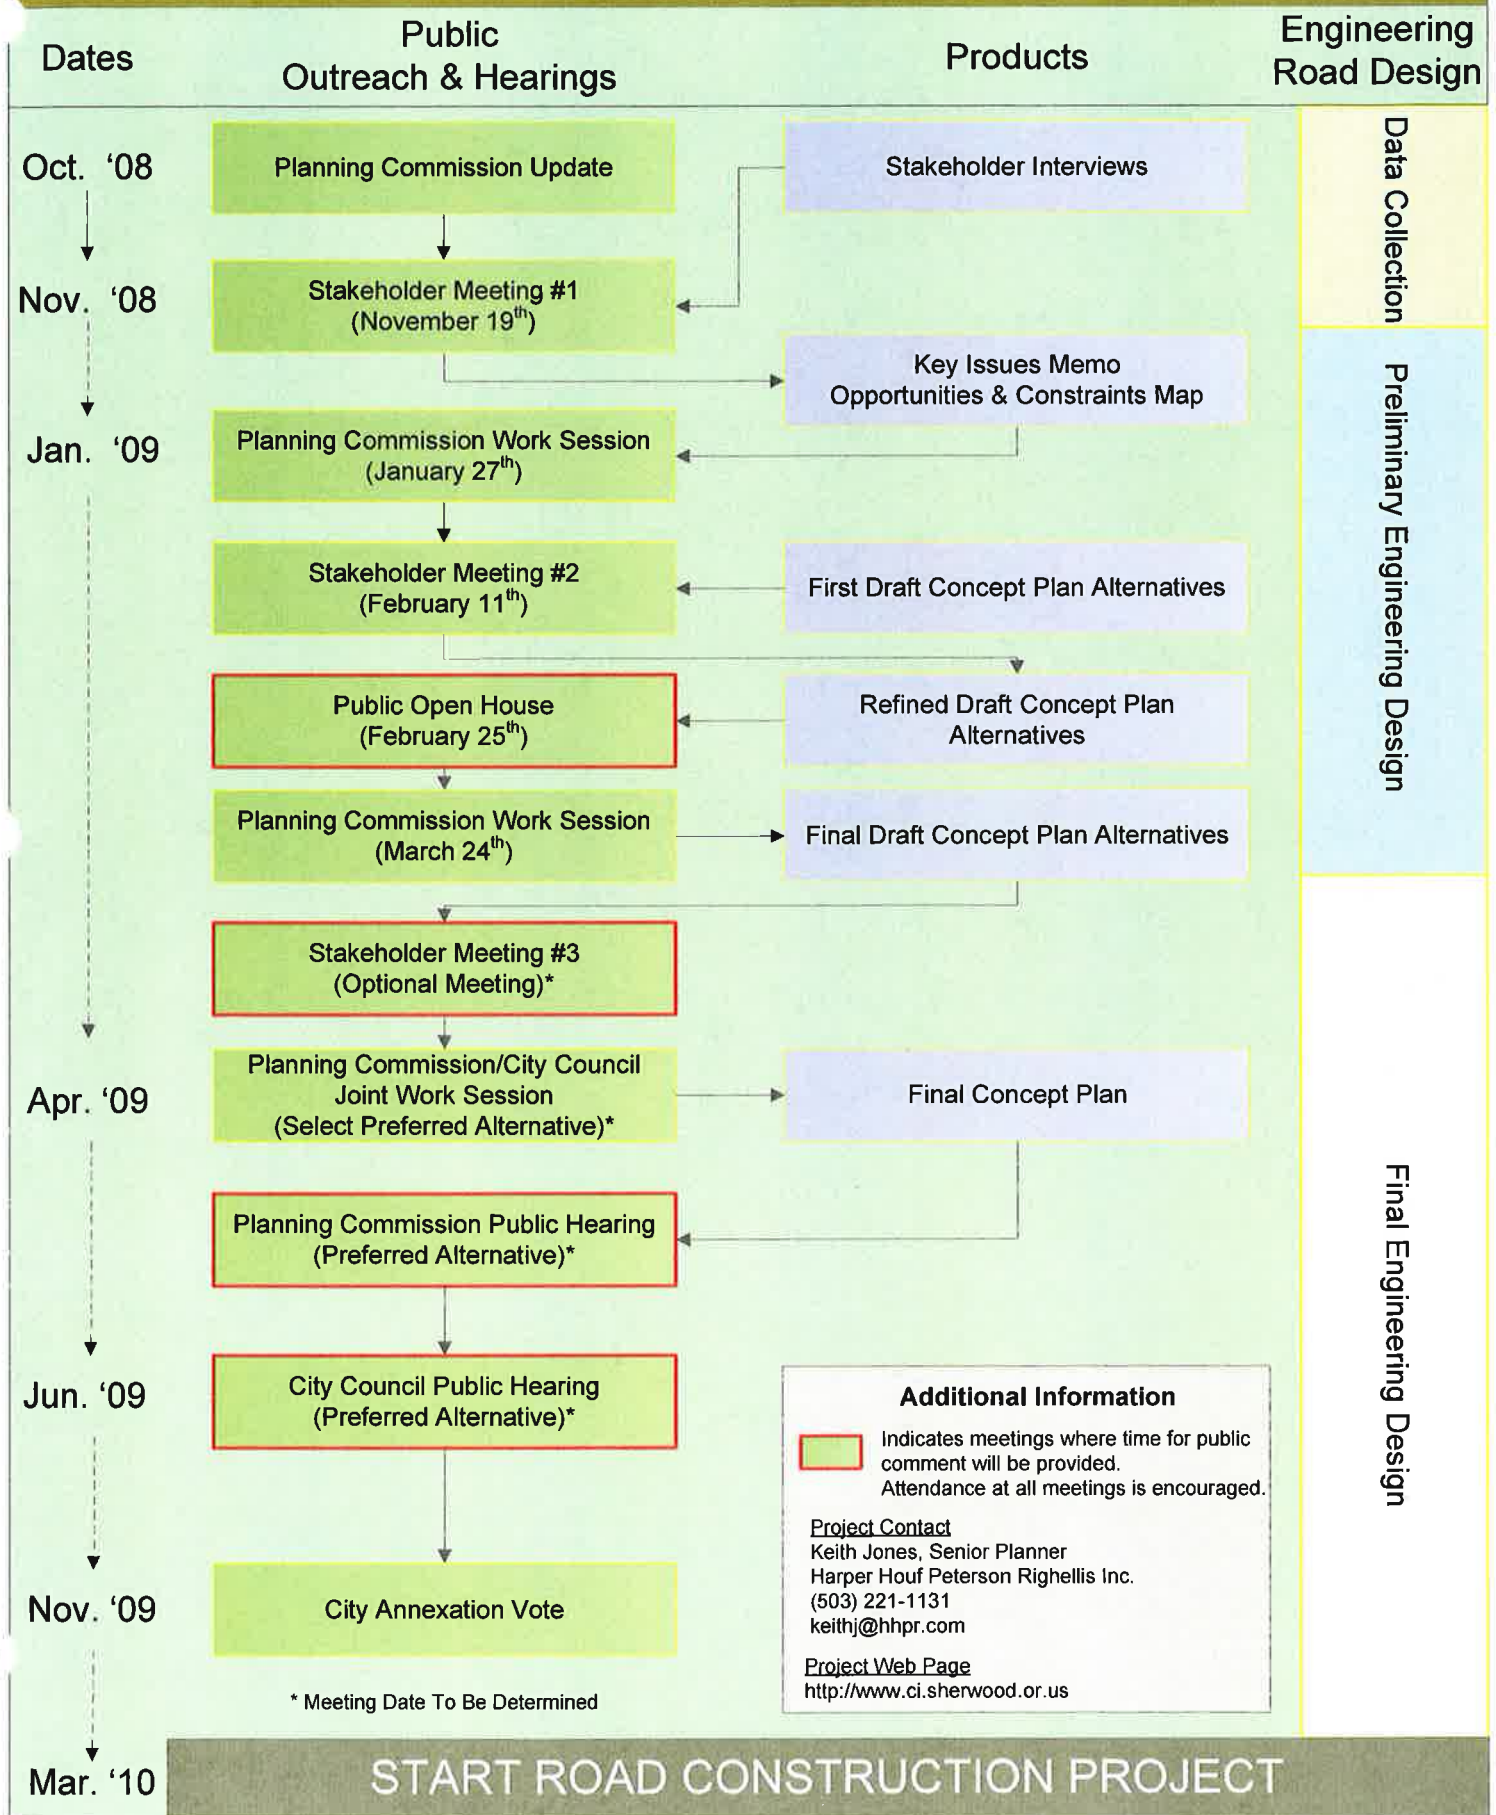 Dates
Public
Outreach & Hearings
Products
Engineering
Road Design
Oct. '08
Planning Commission Update
Stakeholder Interviews
Data Collection
Nov. '08
Stakeholder Meeting #1
(November 19th)
Key Issues Memo
Opportunities & Constraints Map
Preliminary Engineering Design
Jan. '09
Planning Commission Work Session
(January 27th)
Stakeholder Meeting #2
(February 11th)
First Draft Concept Plan Alternatives
Public Open House
(February 25th)
Refined Draft Concept Plan
Alternatives
Planning Commission Work Session
(March 24th)
Final Draft Concept Plan Alternatives
Stakeholder Meeting #3
(Optional Meeting)*
Apr. '09
Planning Commission/City Council
Joint Work Session
(Select Preferred Alternative)*
Final Concept Plan
Final Engineering Design
Planning Commission Public Hearing
(Preferred Alternative)*
Jun. '09
City Council Public Hearing
(Preferred Alternative)*
Additional Information
Indicates meetings where time for public
comment will be provided.
Attendance at all meetings is encouraged.
Project Contact
Keith Jones, Senior Planner
Harper Houf Peterson Righellis Inc.
(503) 221-1131
keithj@hhpr.com
Project Web Page
http://www.ci.sherwood.or.us
Nov. '09
City Annexation Vote
* Meeting Date To Be Determined
Mar. '10
START ROAD CONSTRUCTION PROJECT